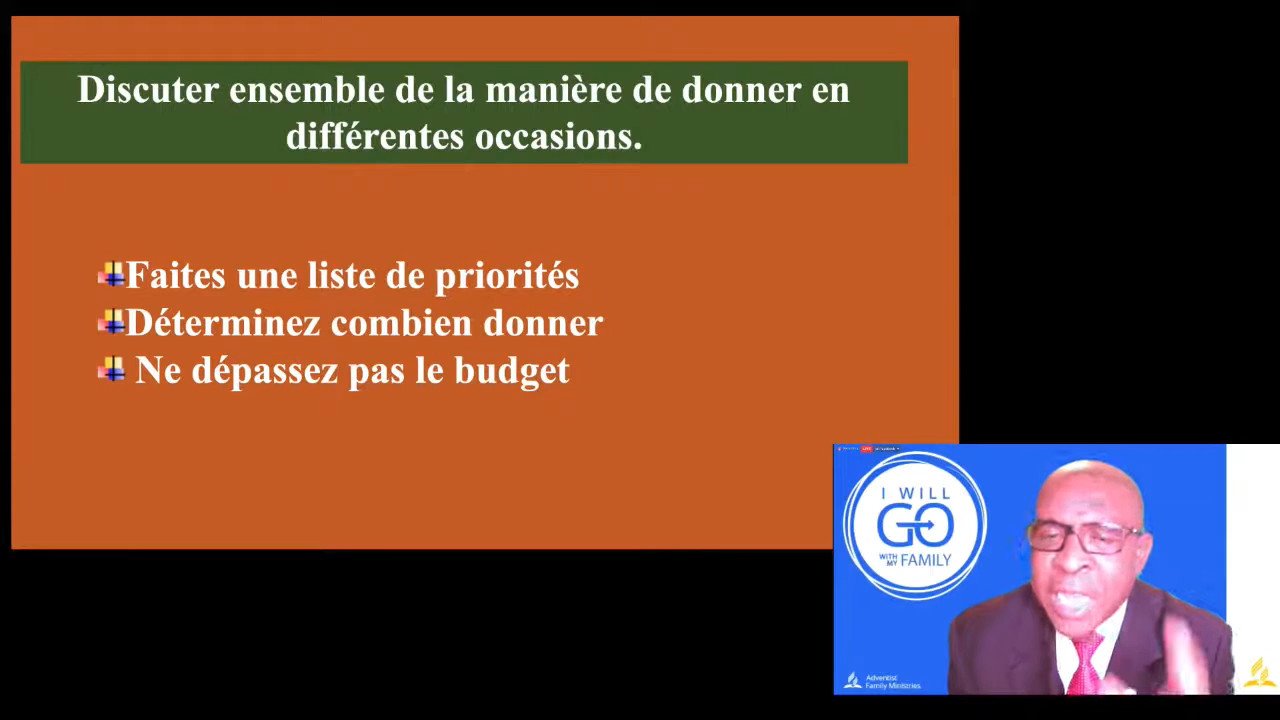 Discuter ensemble de la manière de donner en
différentes occasions.
Faites une liste de priorités
Déterminez combien donner
Ne dépassez pas le budget
I WILL
GO
WITH MY FAMILY
Adventist
Family Ministries